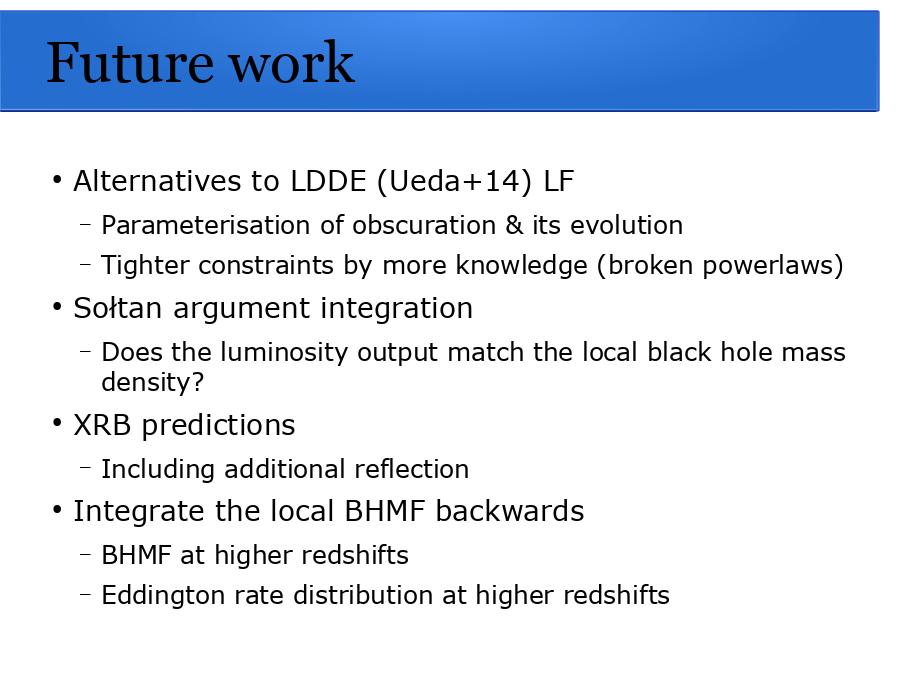 Future work
• Alternatives to LDDE (Ueda+14) LF
– Parameterisation of obscuration & its evolution
– Tighter constraints by more knowledge (broken powerlaws)
• Sołtan argument integration
– Does the luminosity output match the local black hole mass
density?
• XRB predictions
– Including additional reflection
• Integrate the local BHMF backwards
– BHMF at higher redshifts
– Eddington rate distribution at higher redshifts